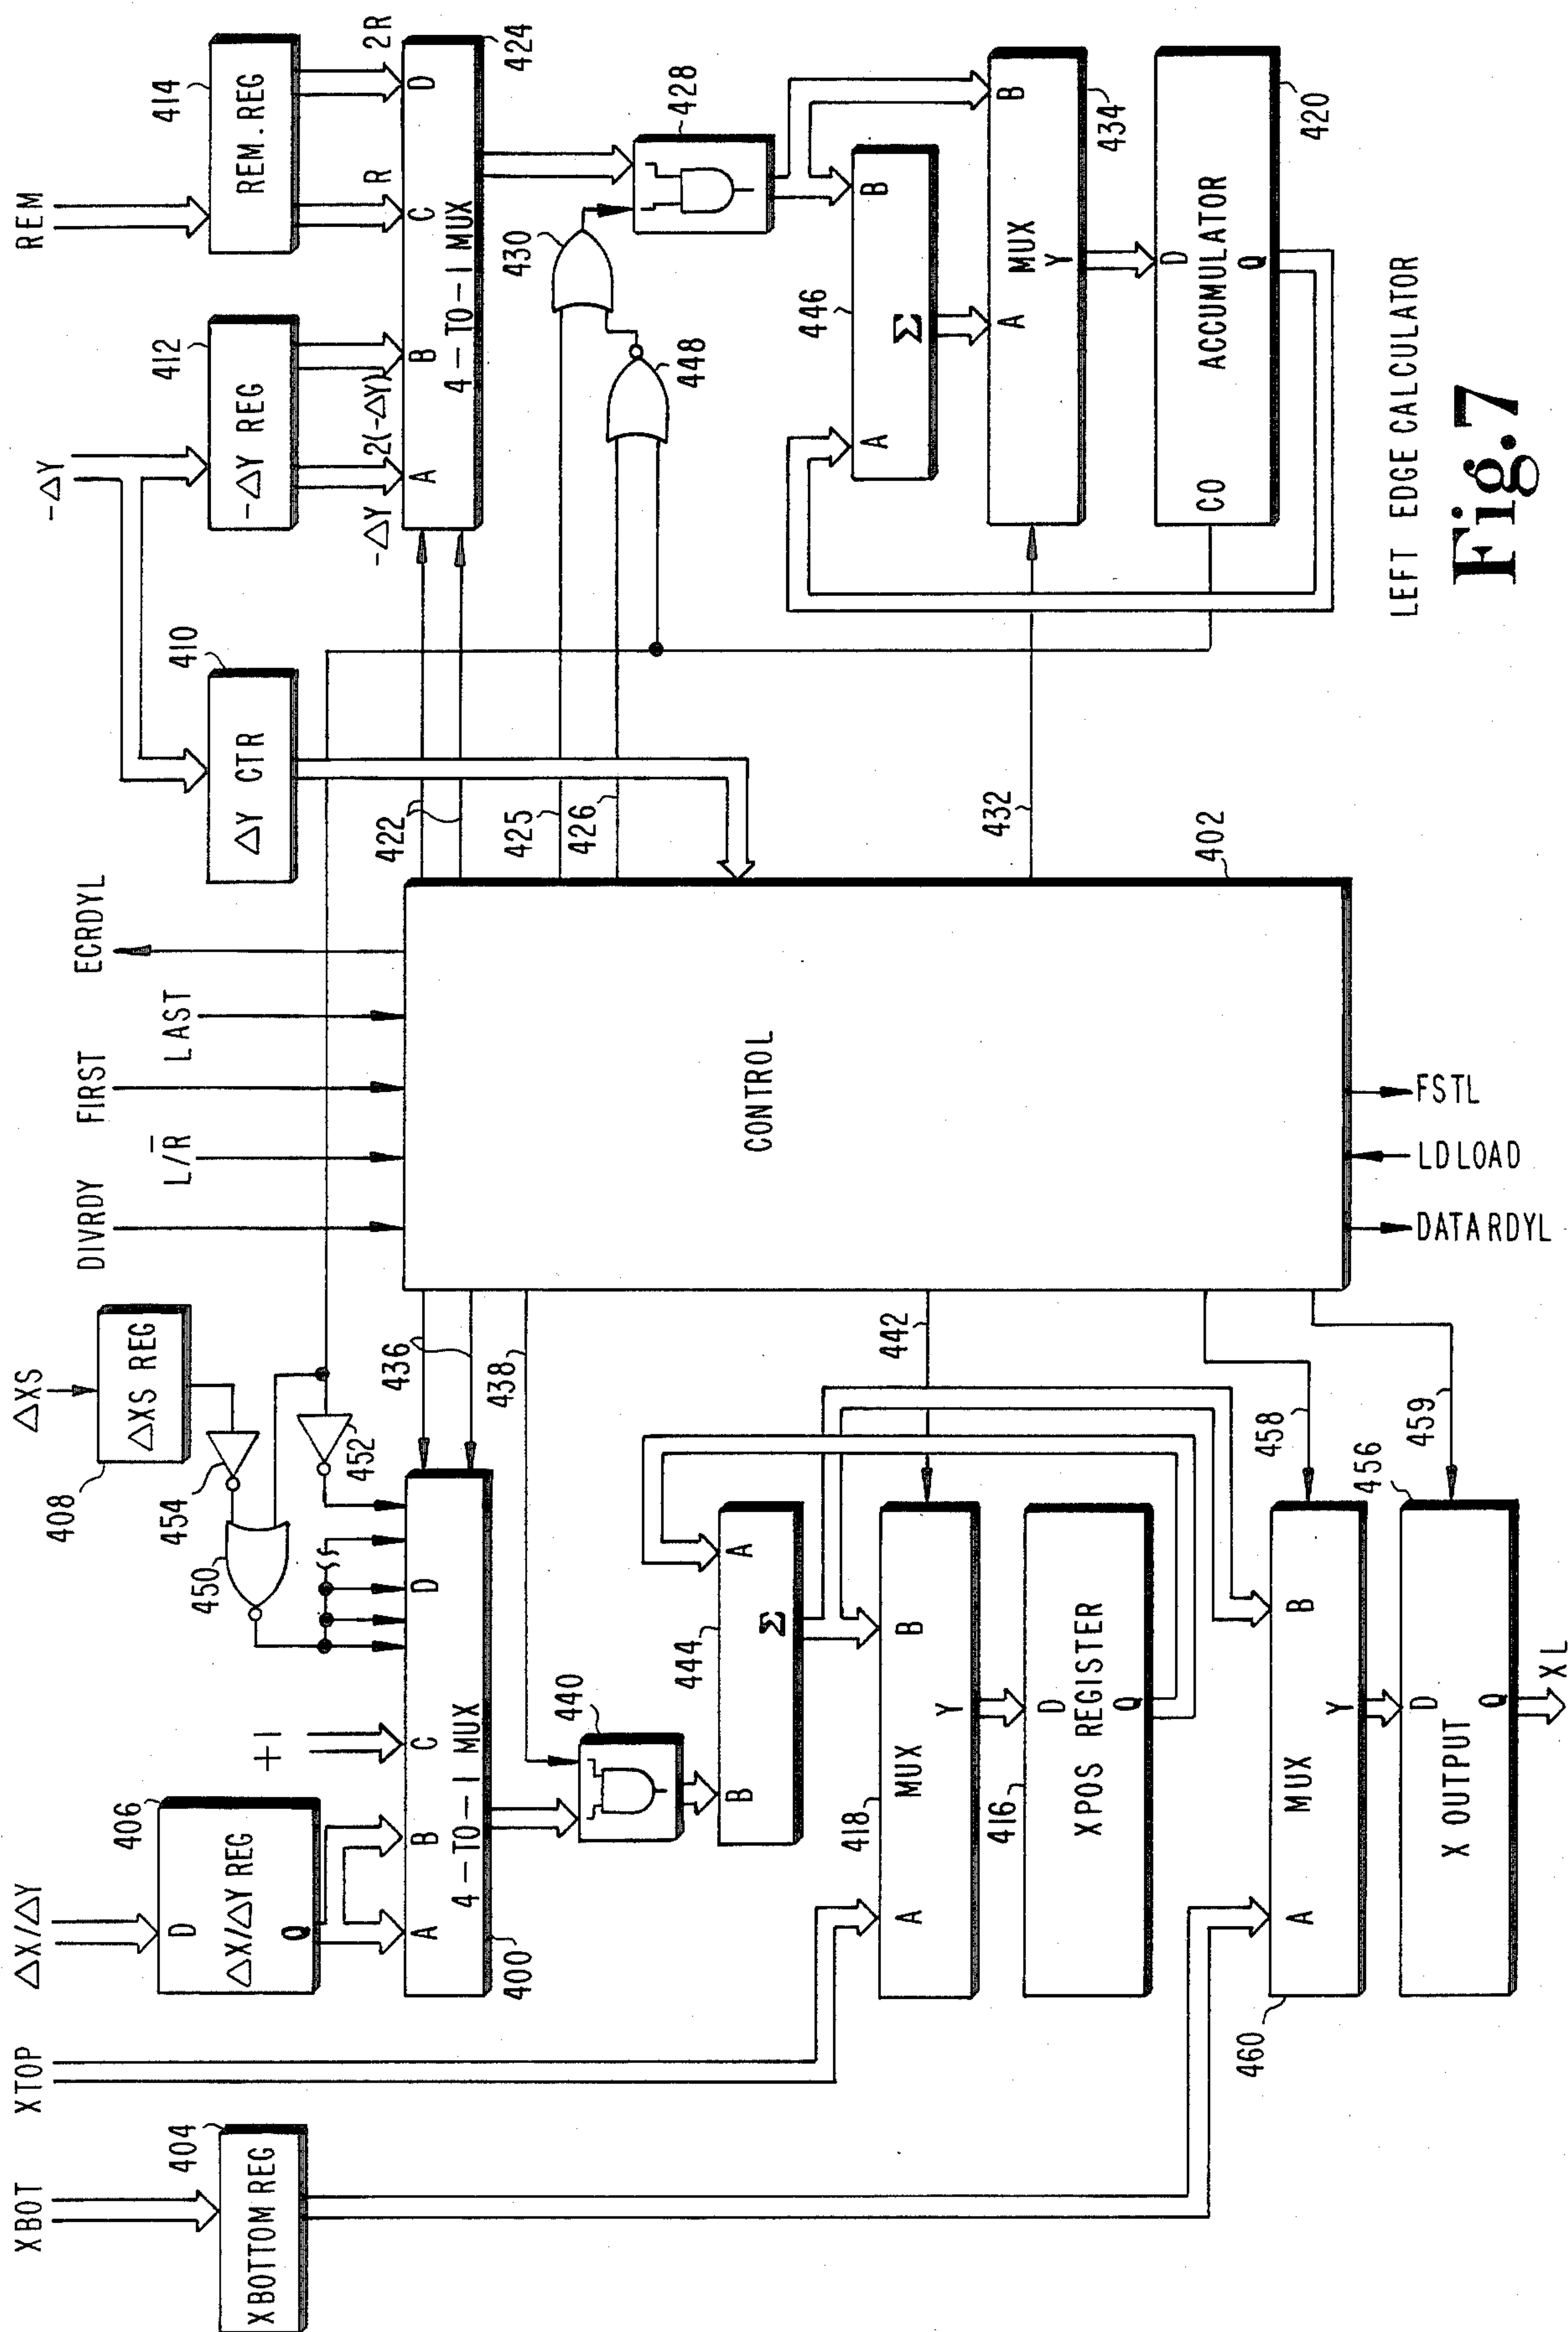 XBOT
XTOP
ΔX/ΔY
ΔXS
DIVRDY
L/R̅
FIRST
LAST
ECRDYL
-ΔY
REM
404
XBOTTOM REG
406
D
ΔX/ΔY REG
Q
+1
408
ΔXS REG
454
450
452
410
ΔY CTR
412
-ΔY REG
414
REM. REG
-ΔY
2(-ΔY)
R
2R
A
B
C
D
4-TO-1 MUX
400
436
438
422
425
426
A
B
C
D
4-TO-1 MUX
424
430
448
428
440
B
A
444
Σ
442
418
A
B
MUX
Y
416
D
XPOS REGISTER
Q
CONTROL
402
432
A
B
446
Σ
A
B
MUX
Y
434
D
CO
ACCUMULATOR
Q
420
458
459
460
A
B
MUX
Y
456
D
X OUTPUT
Q
XL
DATARDYL
LDLOAD
FSTL
LEFT EDGE CALCULATOR
Fig.7